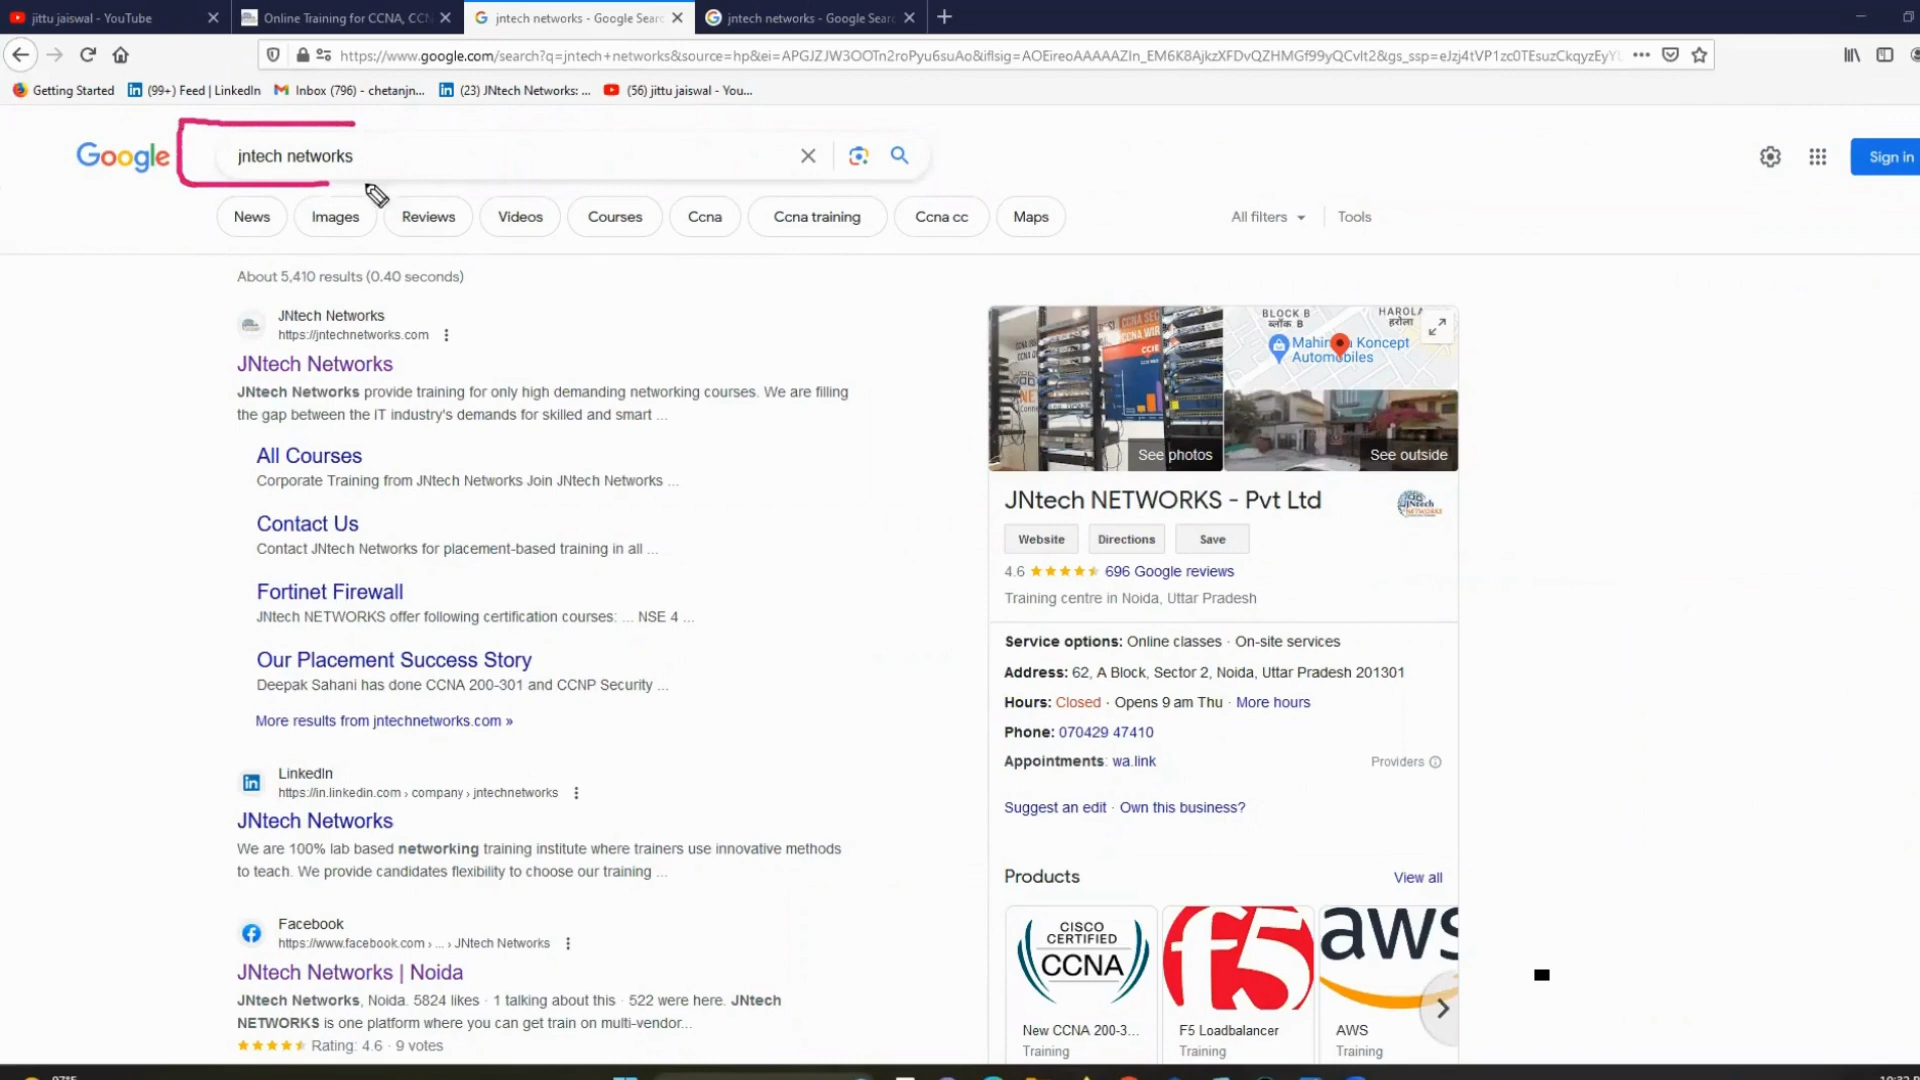 jittu jaiswal - YouTube
Online Training for CCNA, CCN
jntech networks - Google Sear
jntech networks - Google Sear
https://www.google.com/search?q=jntech+networks&source=hp&ei=APGJZJW3OOTn2roPyu6suAo&iflsig=AOEireoAAAAAZIn_EM6K8AjkzXFDvQZHMGf99yQCvlt2&gs_ssp=eJzj4tVP1zc0TEsuzCkqyzEyYL
Getting Started
(99+) Feed | LinkedIn
Inbox (796) - chetanjn...
(23) JNtech Networks: ...
(56) jittu jaiswal - You...
Google
jntech networks
Sign in
News
Images
Reviews
Videos
Courses
Ccna
Ccna training
Ccna cc
Maps
All filters
Tools
About 5,410 results (0.40 seconds)
JNtech Networks
https://jntechnetworks.com
JNtech Networks
JNtech Networks provide training for only high demanding networking courses. We are filling
the gap between the IT industry's demands for skilled and smart ...
All Courses
Corporate Training from JNtech Networks Join JNtech Networks ...
Contact Us
Contact JNtech Networks for placement-based training in all ...
Fortinet Firewall
JNtech NETWORKS offer following certification courses: ... NSE 4 ...
Our Placement Success Story
Deepak Sahani has done CCNA 200-301 and CCNP Security ...
More results from jntechnetworks.com »
LinkedIn
https://in.linkedin.com › company › jntechnetworks
JNtech Networks
We are 100% lab based networking training institute where trainers use innovative methods
to teach. We provide candidates flexibility to choose our training ...
Facebook
https://www.facebook.com › ... › JNtech Networks
JNtech Networks | Noida
JNtech Networks, Noida. 5824 likes · 1 talking about this · 522 were here. JNtech
NETWORKS is one platform where you can get train on multi-vendor...
Rating: 4.6 · 9 votes
BLOCK B
ब्लॉक B
HAROLA
हरोला
Koncept
Automobiles
See photos
See outside
JNtech NETWORKS - Pvt Ltd
Website
Directions
Save
4.6
696 Google reviews
Training centre in Noida, Uttar Pradesh
Service options: Online classes · On-site services
Address: 62, A Block, Sector 2, Noida, Uttar Pradesh 201301
Hours: Closed · Opens 9 am Thu · More hours
Phone: 070429 47410
Appointments: wa.link
Providers
Suggest an edit · Own this business?
Products
View all
CISCO
CERTIFIED
CCNA
f5
aws
New CCNA 200-3...
Training
F5 Loadbalancer
Training
AWS
Training